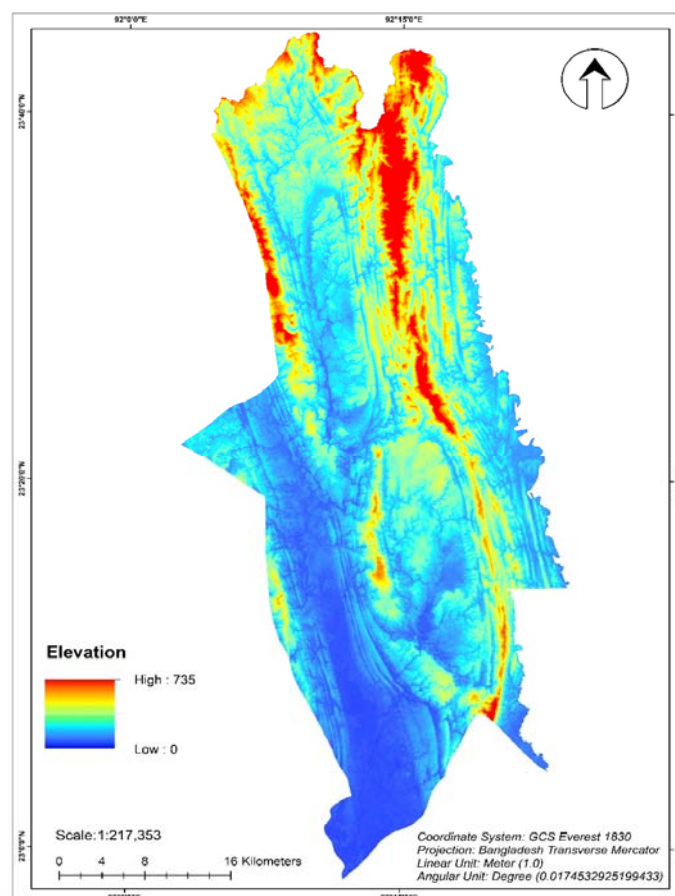 92°0'0"E 92°15'0"E
23°40'0"N
23°20'0"N
Elevation
High : 735
Low : 0
23°0'0"N
Scale:1:217,353
0 4 8 16 Kilometers
Coordinate System: GCS Everest 1830
Projection: Bangladesh Transverse Mercator
Linear Unit: Meter (1.0)
Angular Unit: Degree (0.0174532925199433)